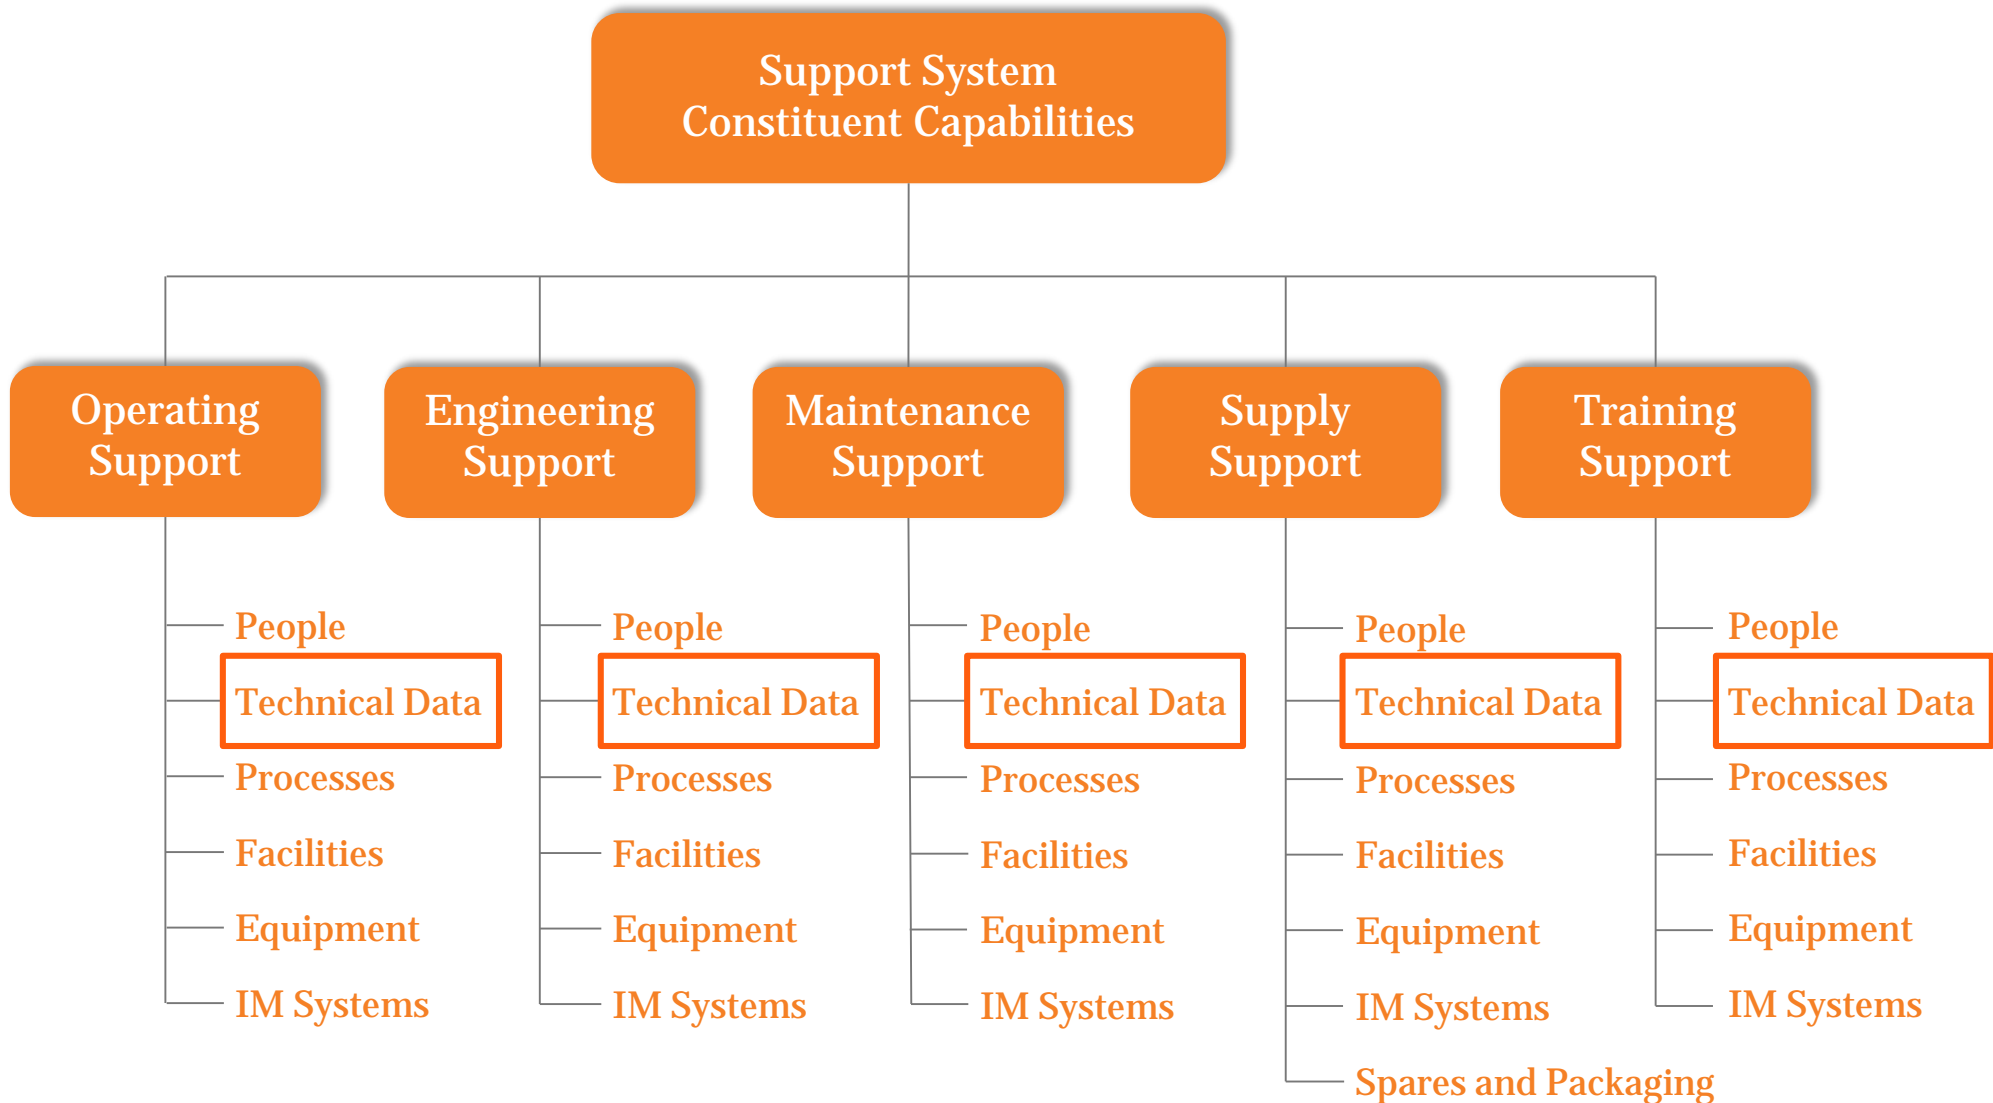 Support System
Constituent Capabilities
Operating
Support
People
Technical Data
Processes
Facilities
Equipment
IM Systems
Engineering
Support
People
Technical Data
Processes
Facilities
Equipment
IM Systems
Maintenance
Support
People
Technical Data
Processes
Facilities
Equipment
IM Systems
Supply
Support
People
Technical Data
Processes
Facilities
Equipment
IM Systems
Spares and Packaging
Training
Support
People
Technical Data
Processes
Facilities
Equipment
IM Systems